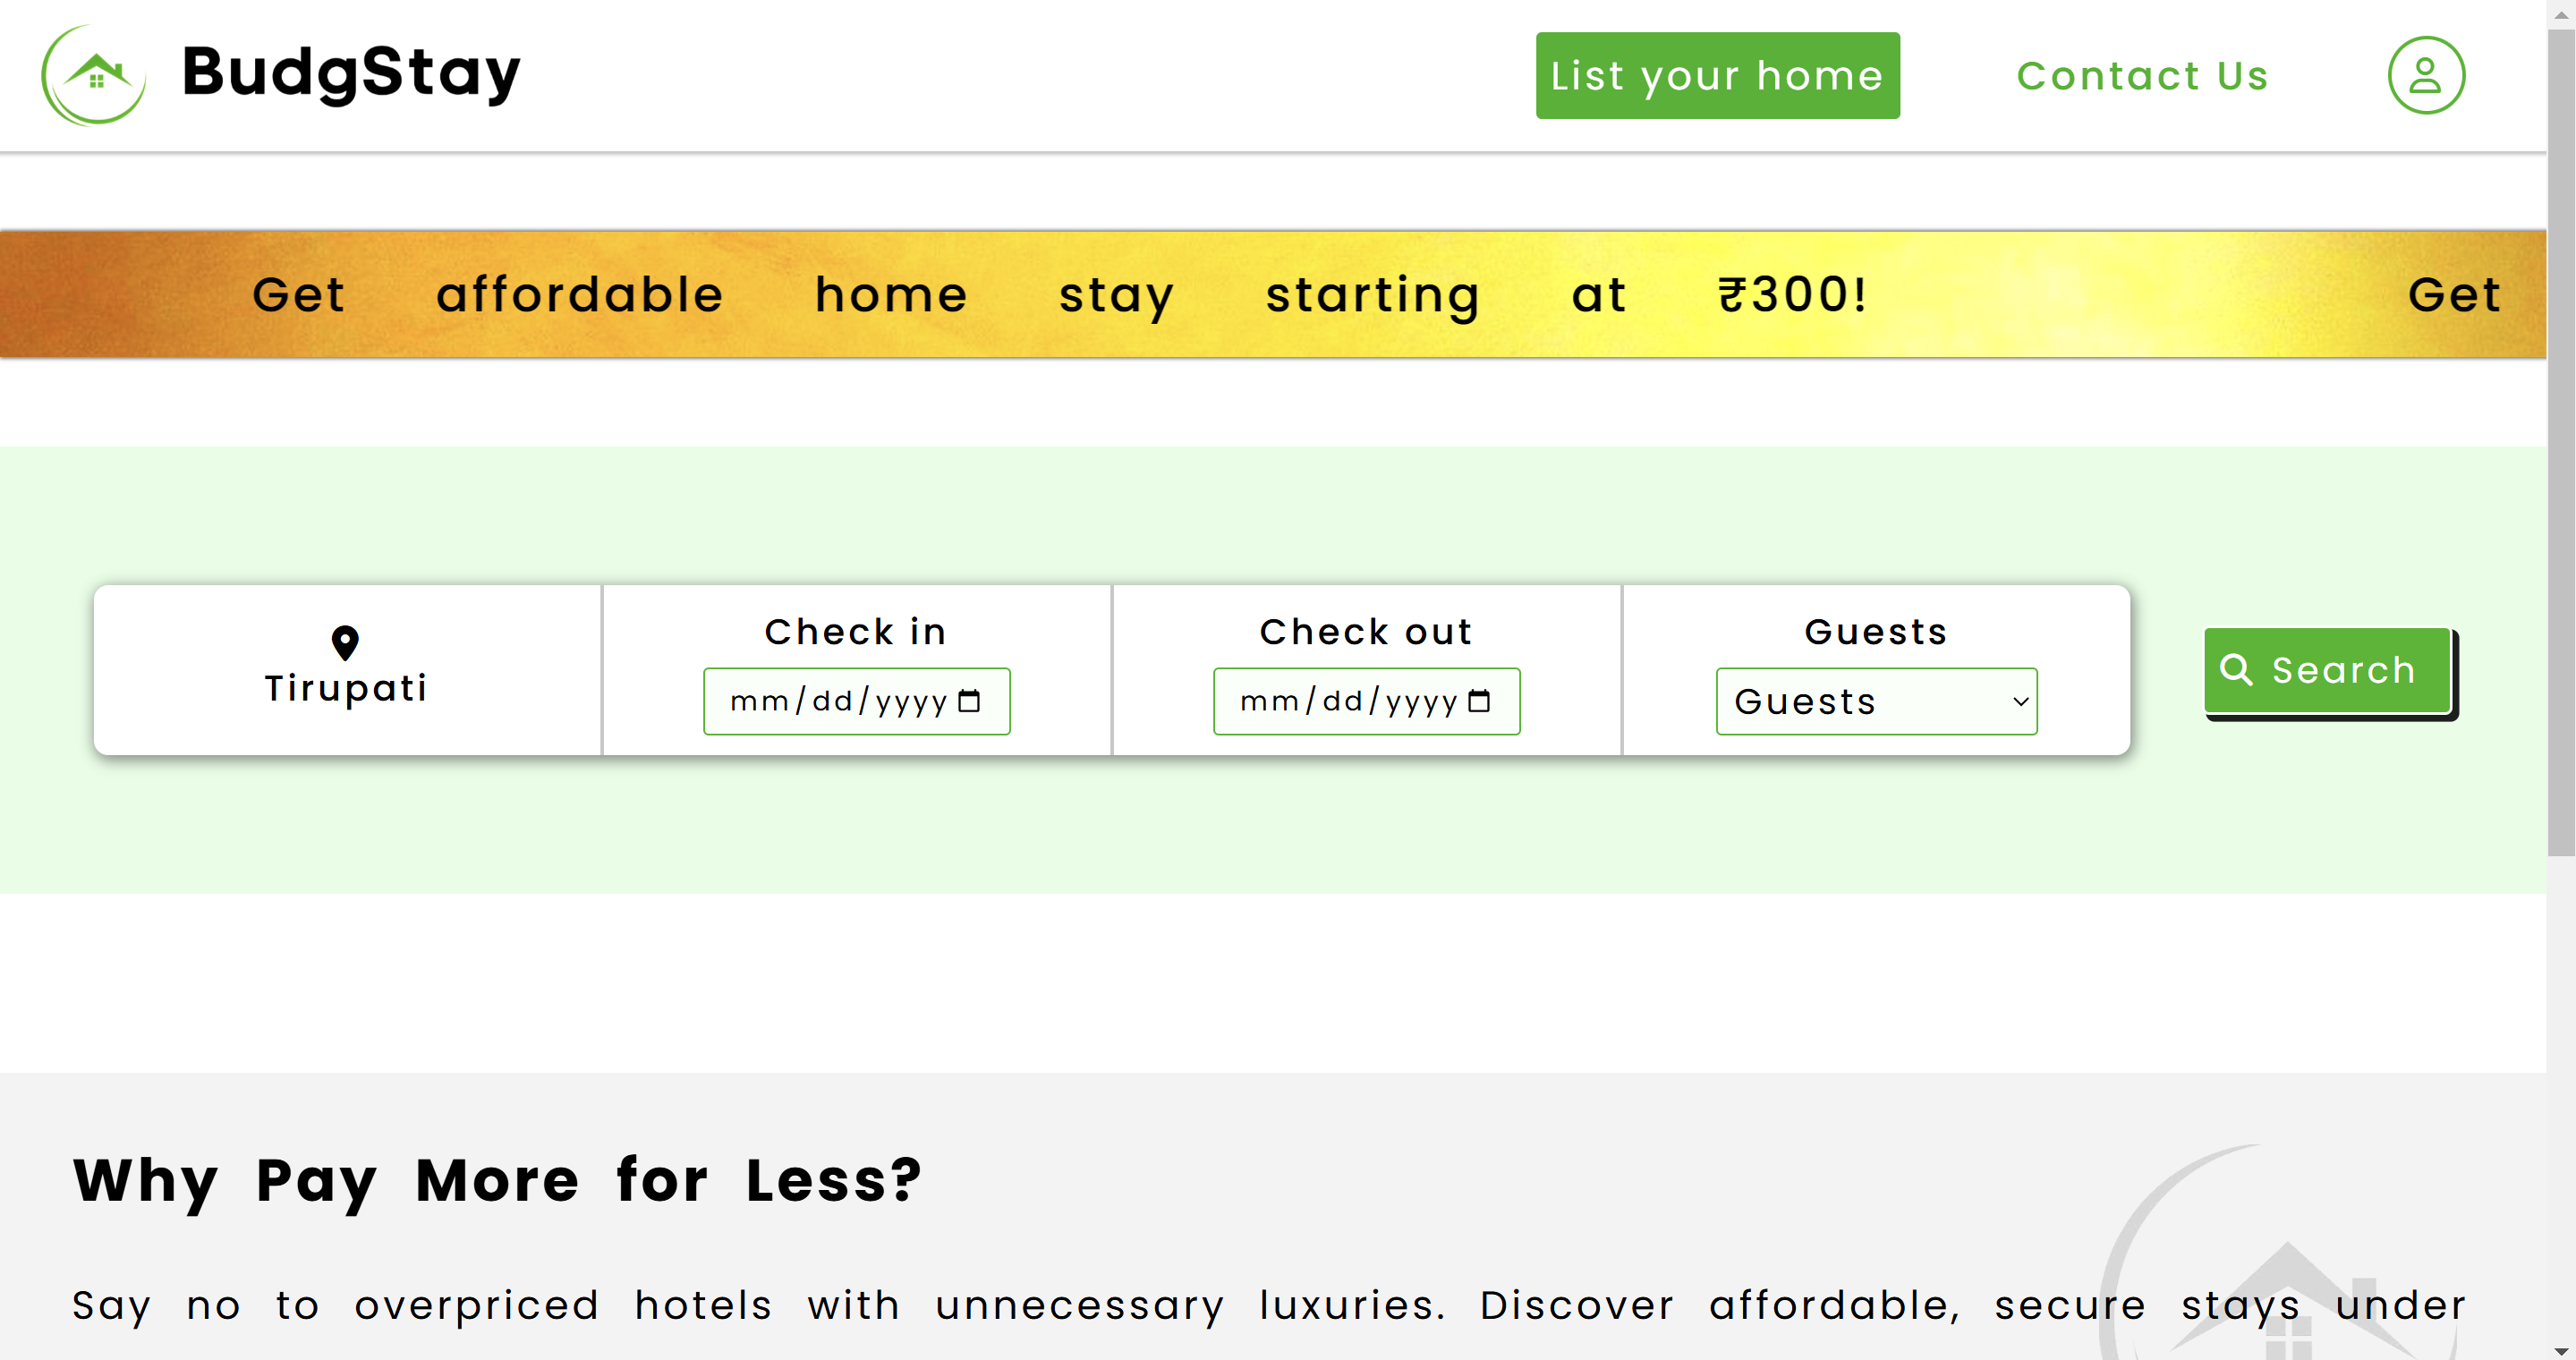 BudgStay
List your home
Contact Us
Get affordable home stay starting at ₹300! Get
Tirupati
Check in
mm/dd/yyyy
Check out
mm/dd/yyyy
Guests
Guests
Search
Why Pay More for Less?
Say no to overpriced hotels with unnecessary luxuries. Discover affordable, secure stays under